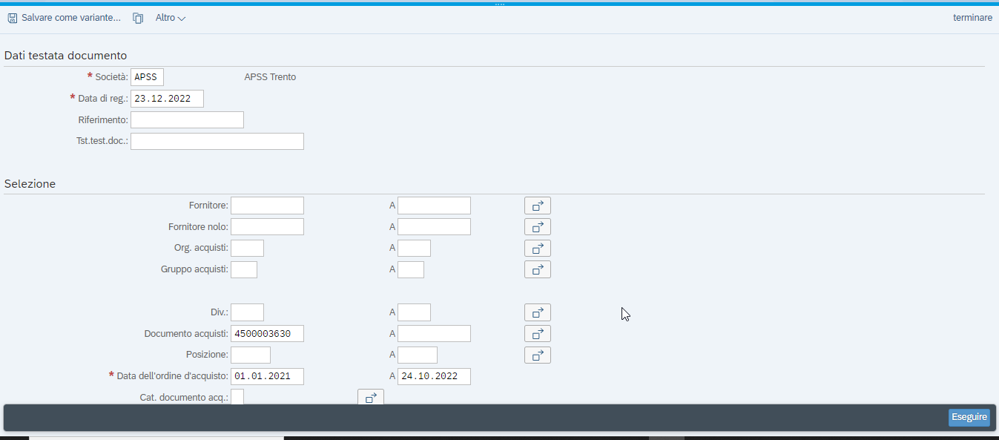 Salvare come variante... Altro terminare
Dati testata documento
* Società: APSS APSS Trento
* Data di reg.: 23.12.2022
Riferimento:
Tst.test.doc.:
Selezione
Fornitore: A
Fornitore nolo: A
Org. acquisti: A
Gruppo acquisti: A
Div.: A
Documento acquisti: 4500003630 A
Posizione: A
* Data dell'ordine d'acquisto: 01.01.2021 A 24.10.2022
Cat. documento acq.:
Eseguire